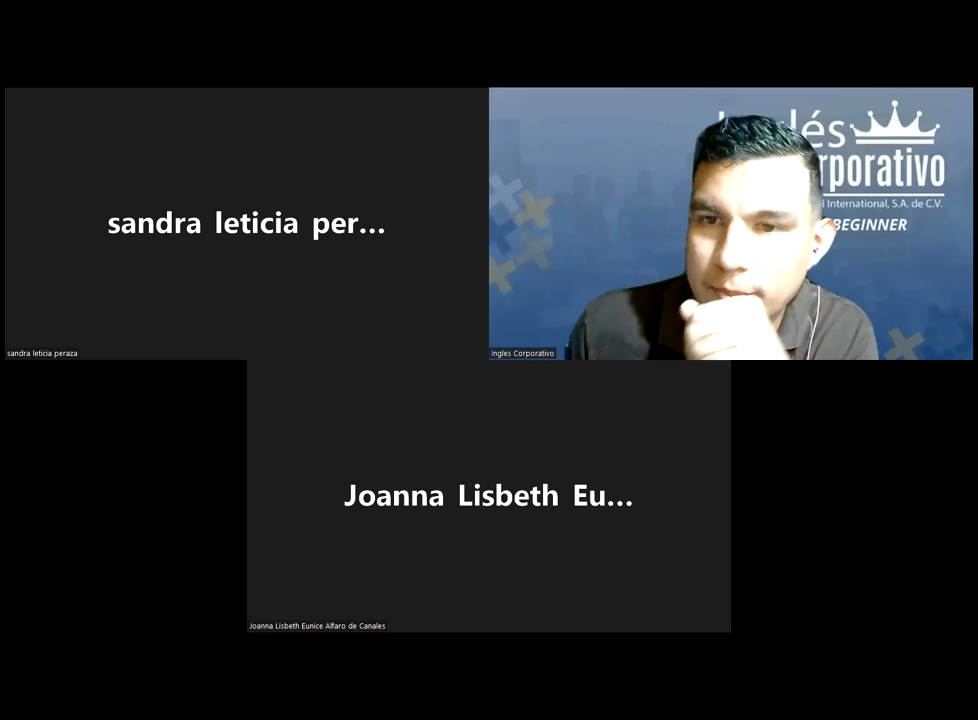 sandra leticia per...
sandra leticia peraza
lés
rporativo
l International, S.A. de C.V.
BEGINNER
Ingles Corporativo
Joanna Lisbeth Eu...
Joanna Lisbeth Eunice Alfaro de Canales